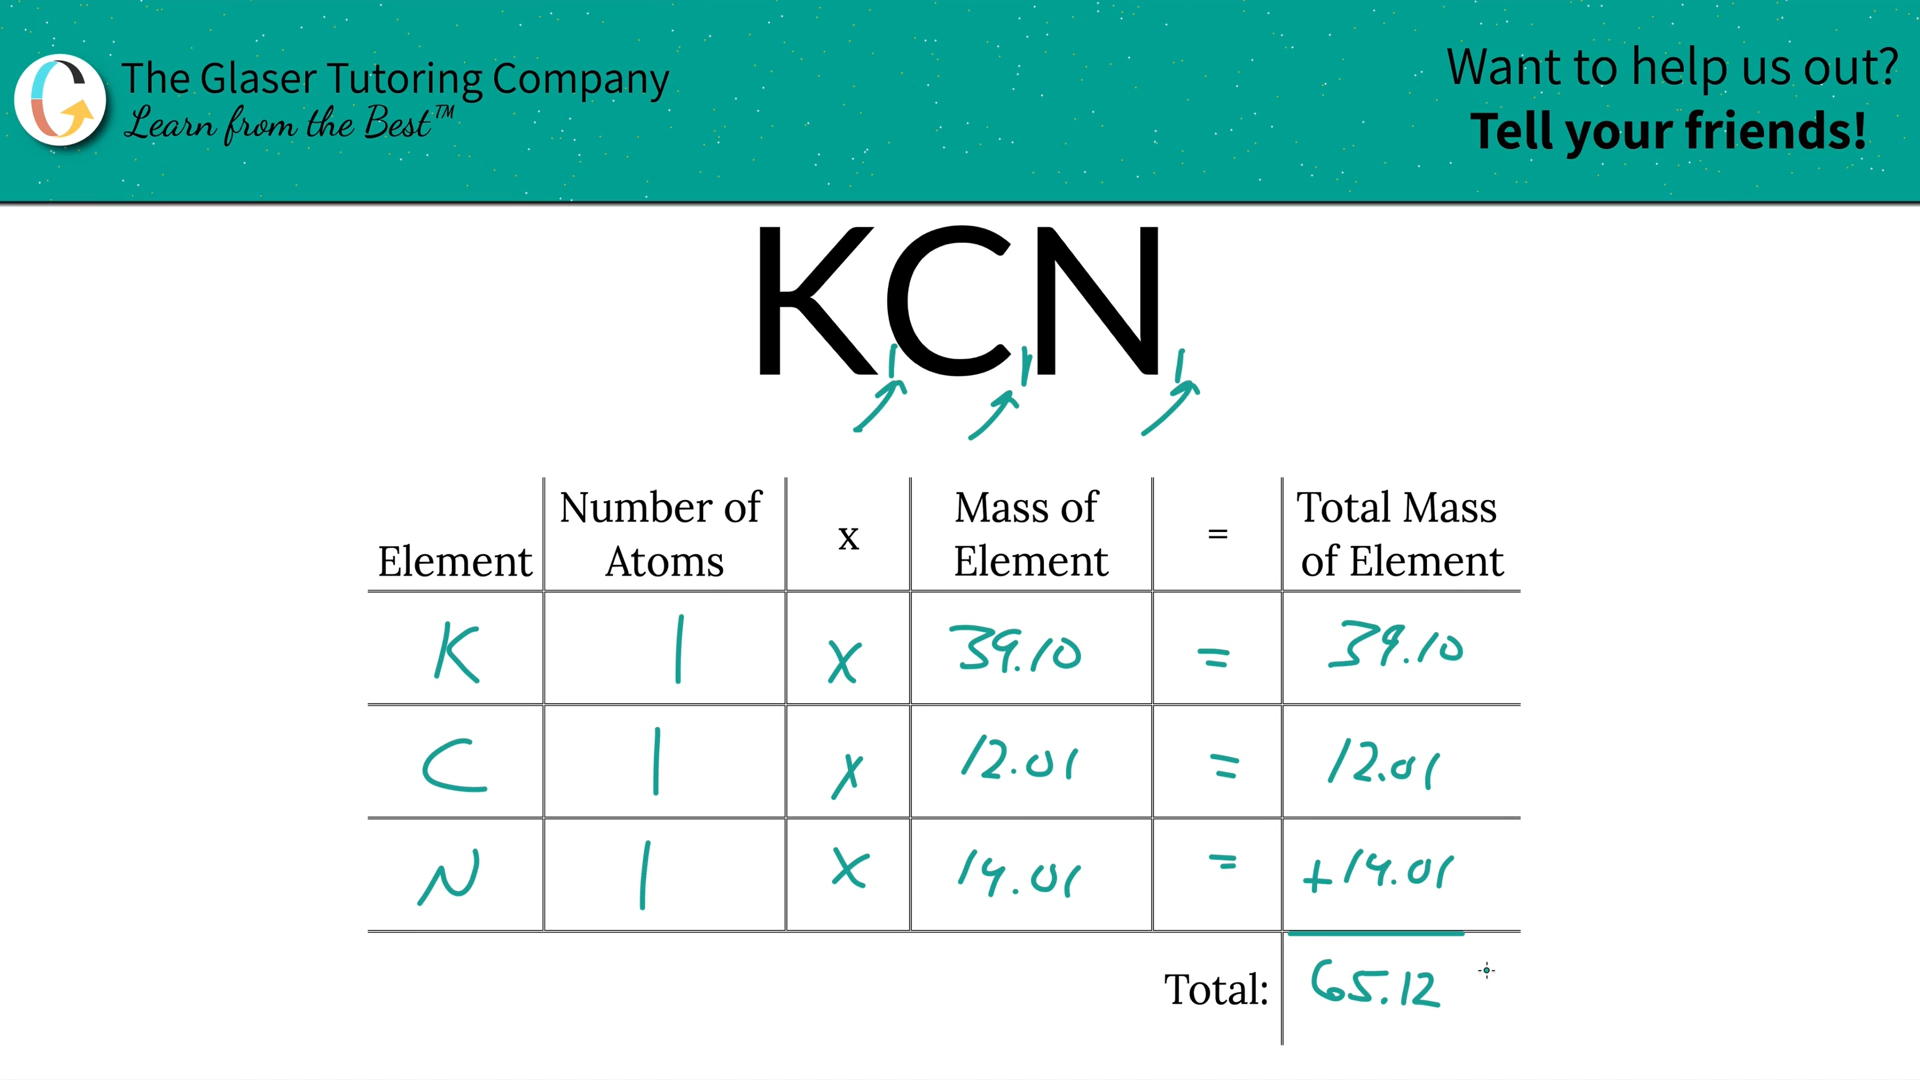 The Glaser Tutoring Company
Learn from the Best™
Want to help us out?
Tell your friends!
KCN
1 1 1
Element Number of Atoms x Mass of Element = Total Mass of Element
K 1 x 39.10 = 39.10
C 1 x 12.01 = 12.01
N 1 x 14.01 = +14.01
Total: 65.12